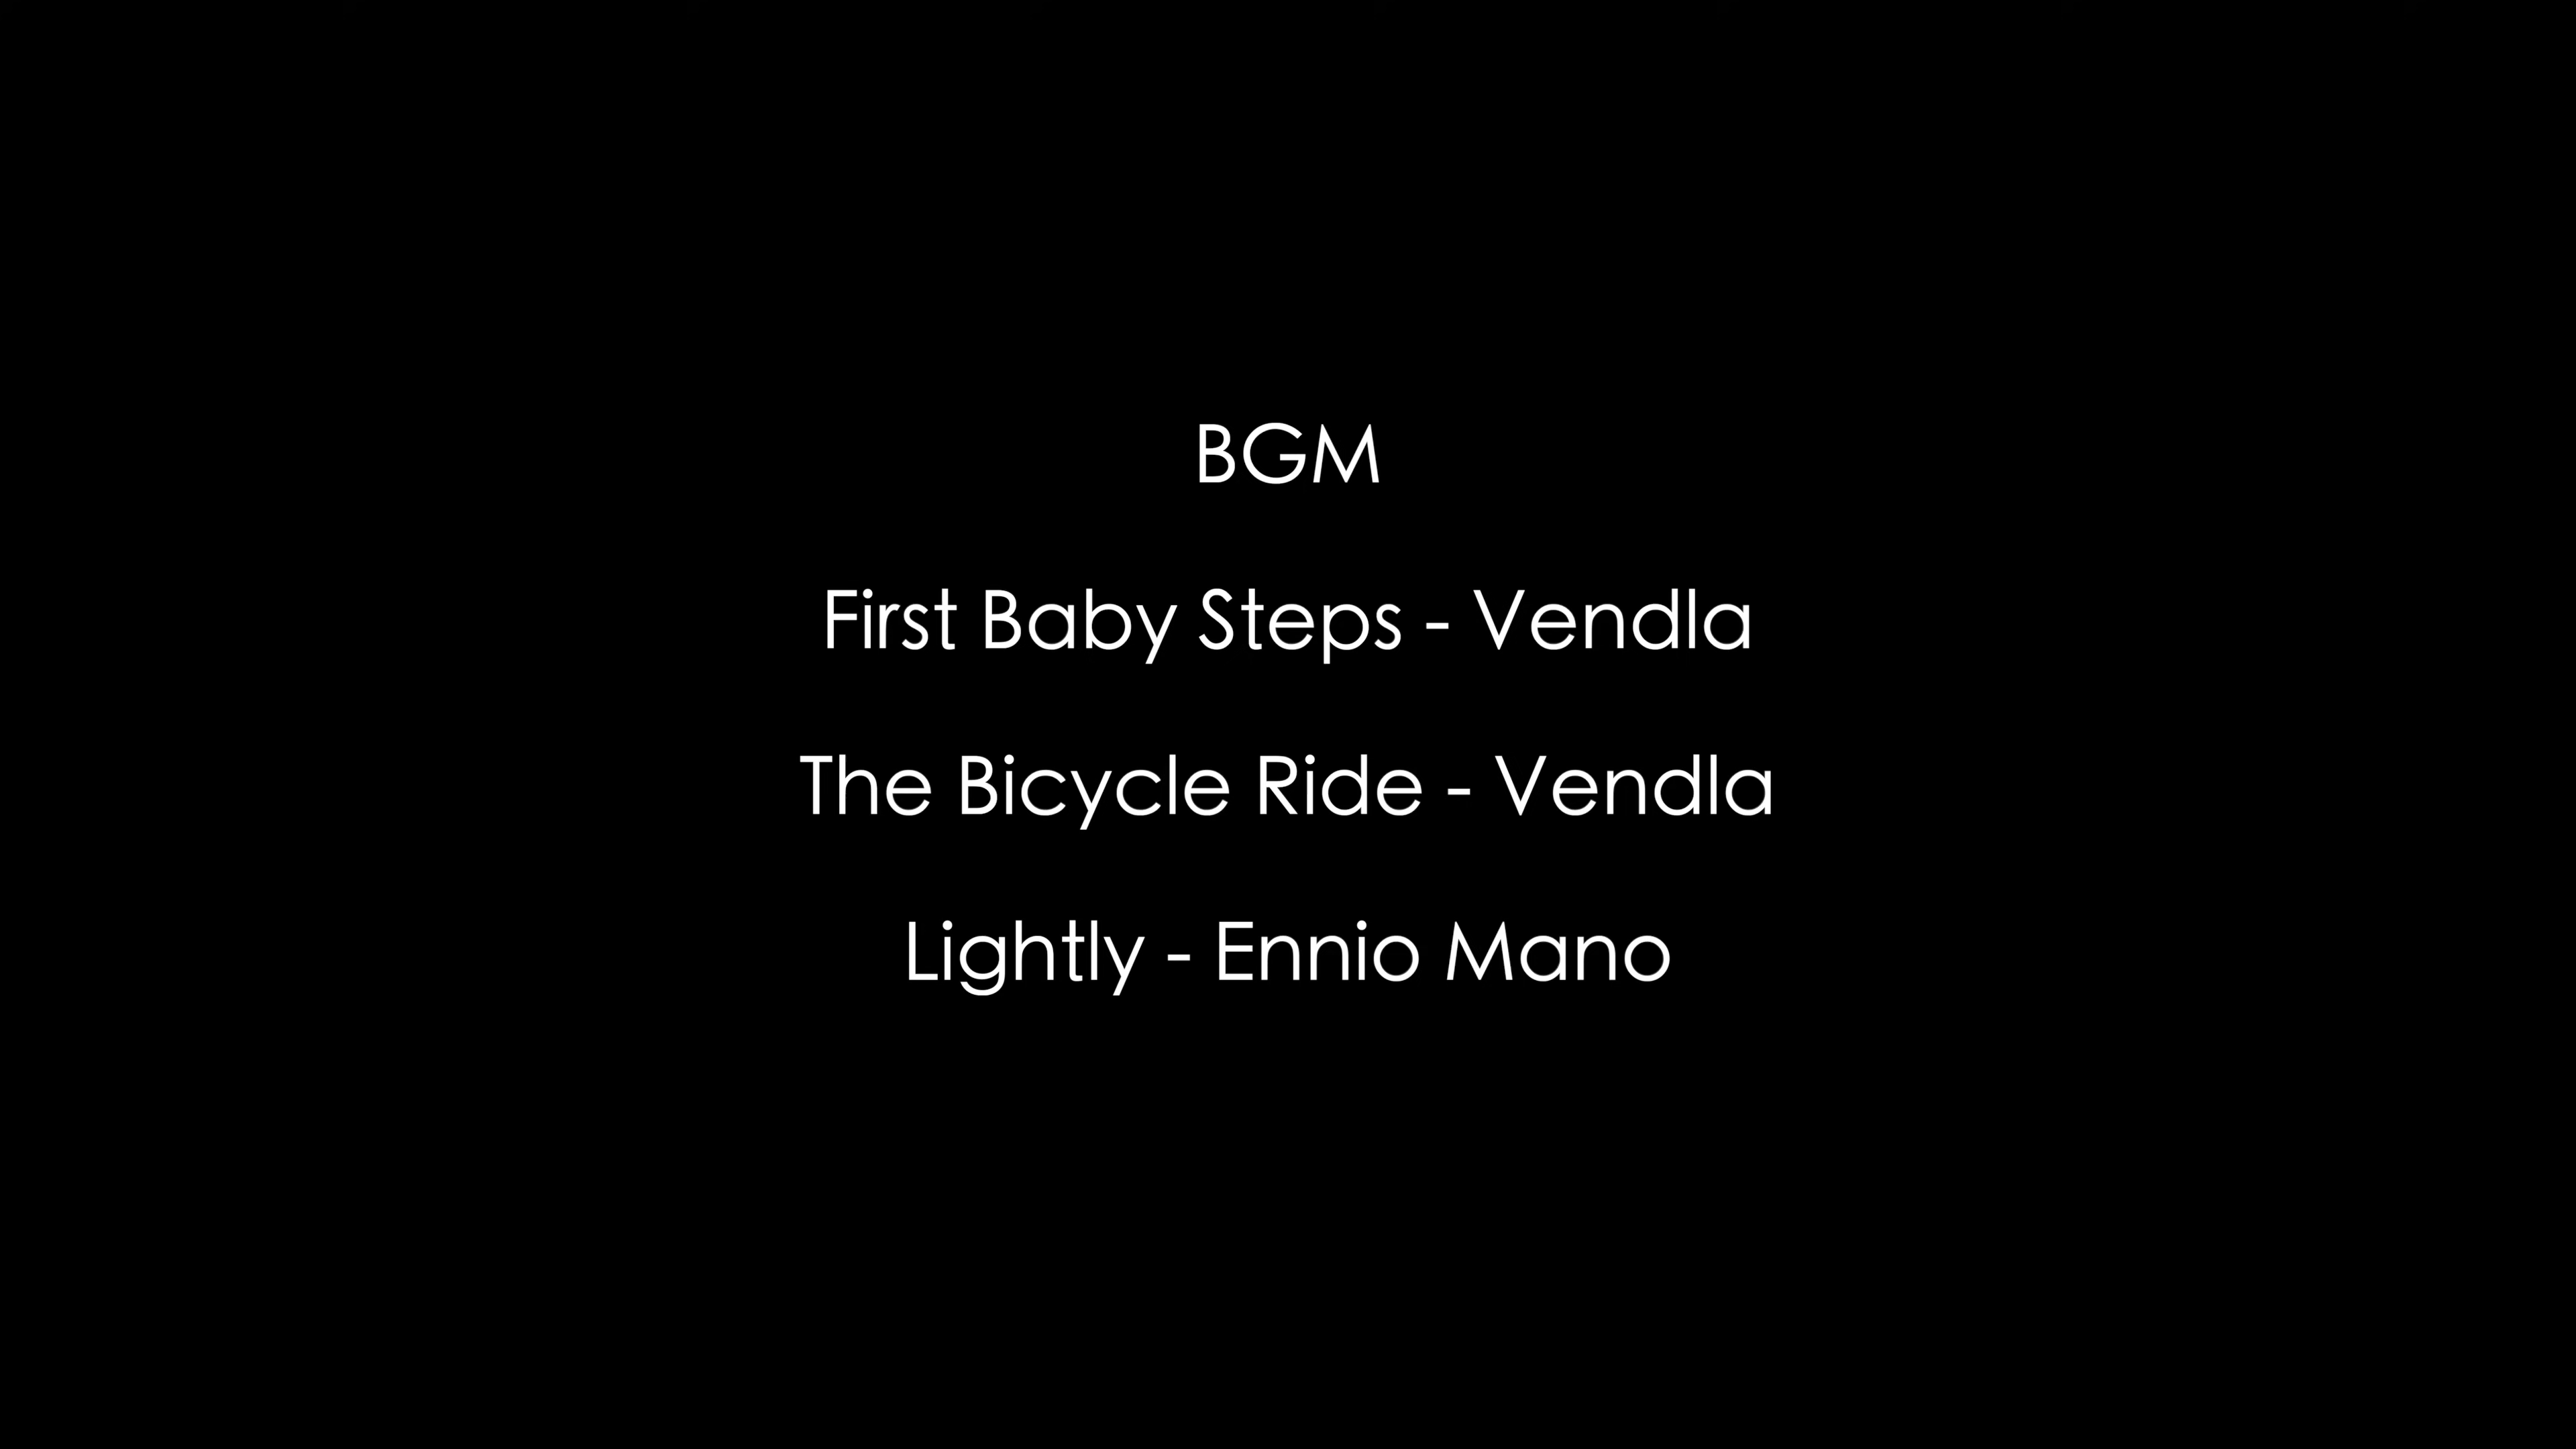 BGM
First Baby Steps - Vendla
The Bicycle Ride - Vendla
Lightly - Ennio Mano